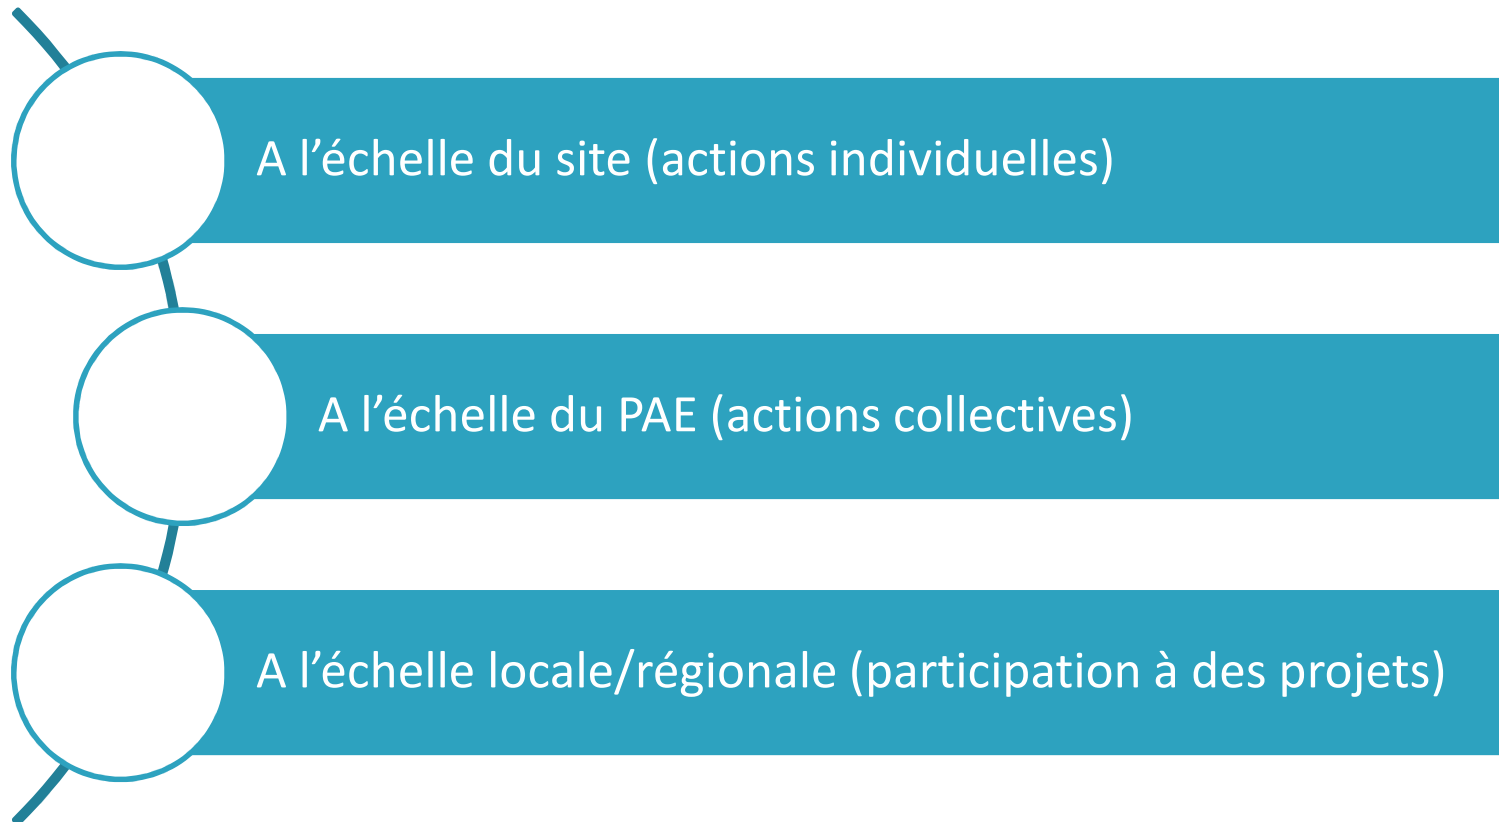 A l’échelle du site (actions individuelles)
A l’échelle du PAE (actions collectives)
A l’échelle locale/régionale (participation à des projets)